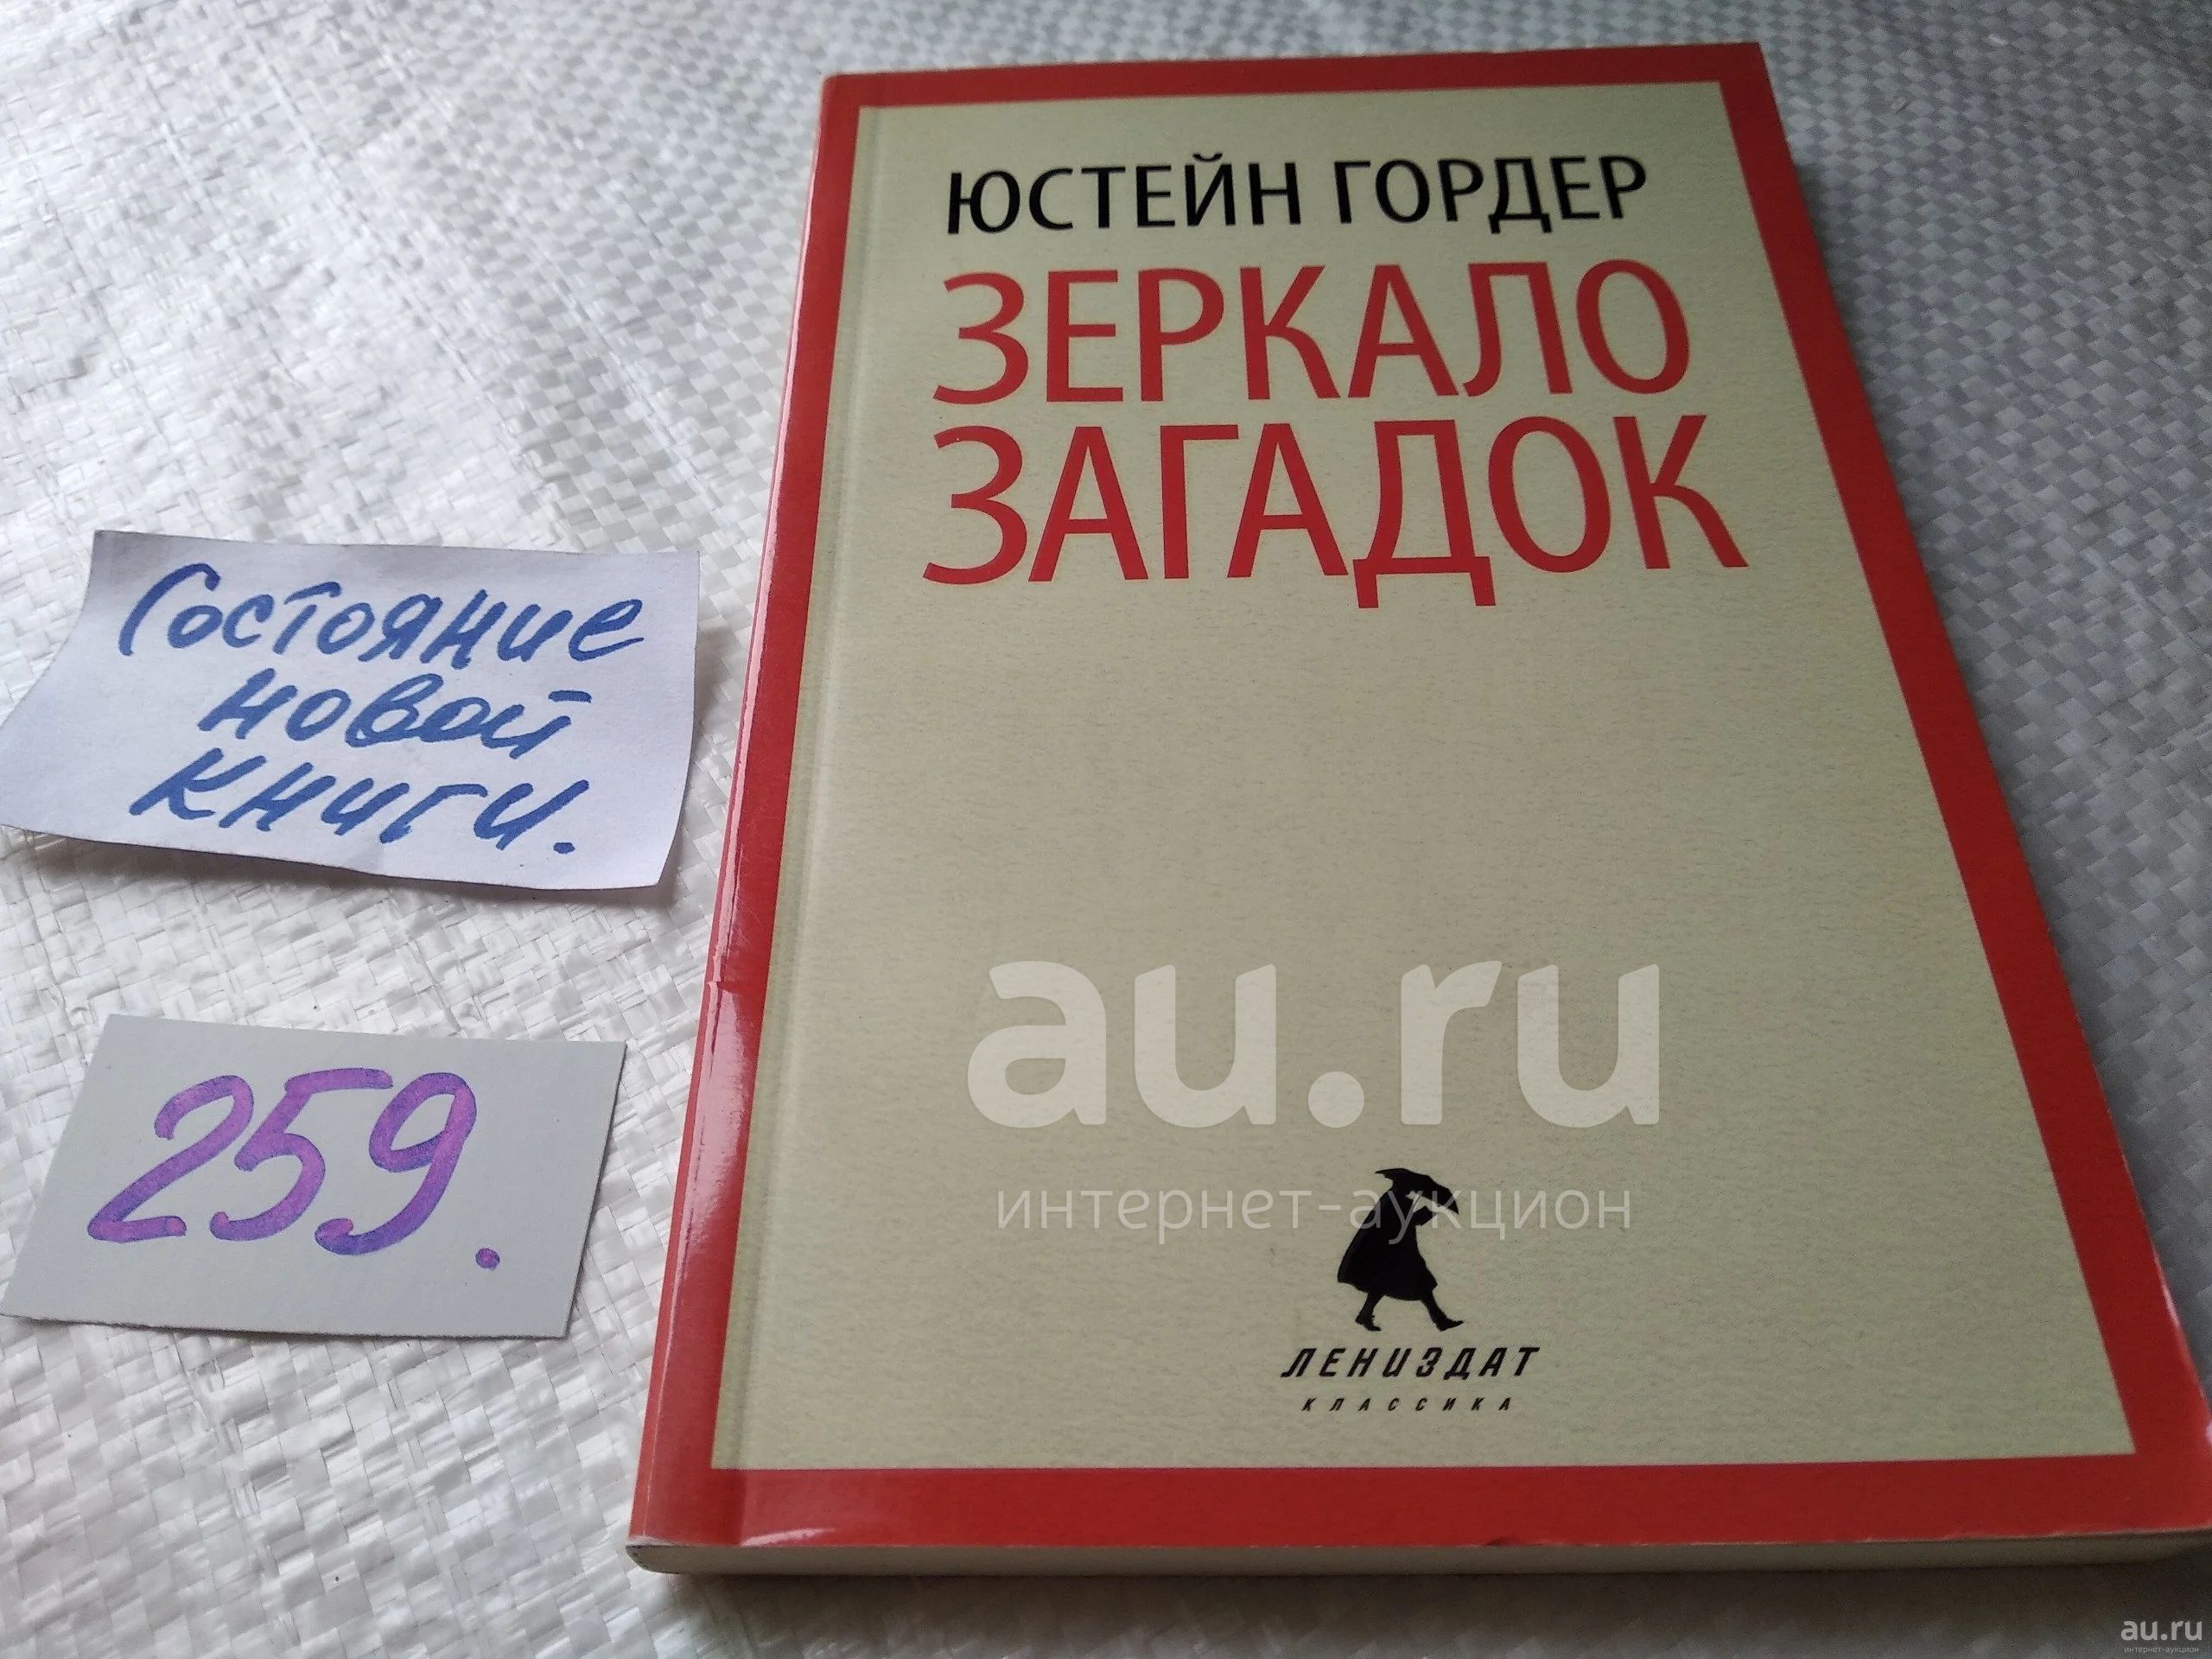 ЮСТЕЙН ГОРДЕР
ЗЕРКАЛО
ЗАГАДОК
Состояние
новой
книги.
259.
au.ru
интернет-аукцион
ЛЕНИЗДАТ
КЛАССИКА
au.ru
интернет-аукцион